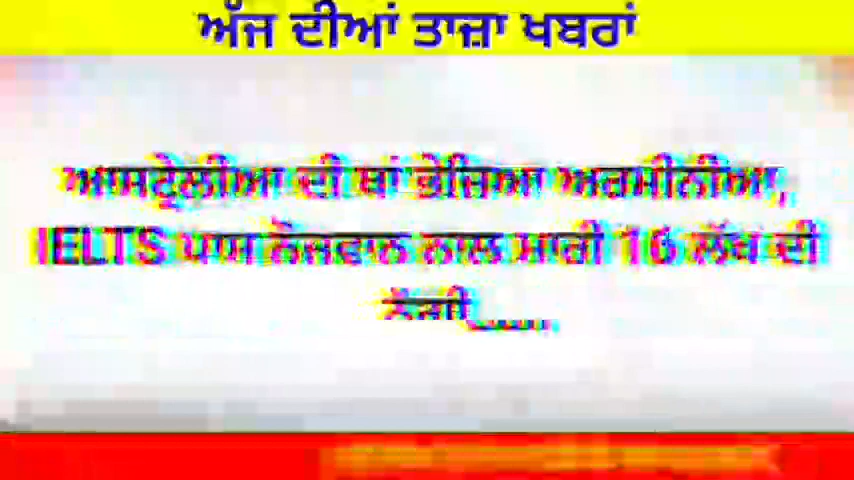 ਅੱਜ ਦੀਆਂ ਤਾਜ਼ਾ ਖਬਰਾਂ
ਆਸਟ੍ਰੇਲੀਆ ਦੀ ਥਾਂ ਭੇਜਿਆ ਅਰਮੀਨੀਆ,
IELTS ਪਾਸ ਨੌਜਵਾਨ ਨਾਲ ਮਾਰੀ 16 ਲੱਖ ਦੀ
ਠੱਗੀ